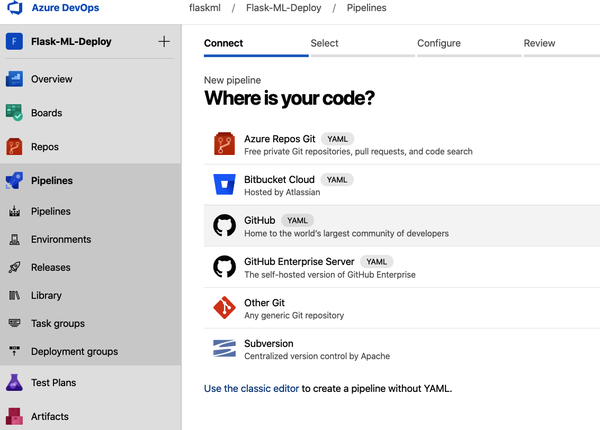 Azure DevOps
flaskml / Flask-ML-Deploy / Pipelines
F Flask-ML-Deploy +
Overview
Boards
Repos
Pipelines
Pipelines
Environments
Releases
Library
Task groups
Deployment groups
Test Plans
Artifacts
Connect Select Configure Review
New pipeline
Where is your code?
Azure Repos Git YAML
Free private Git repositories, pull requests, and code search
Bitbucket Cloud YAML
Hosted by Atlassian
GitHub YAML
Home to the world's largest community of developers
GitHub Enterprise Server YAML
The self-hosted version of GitHub Enterprise
Other Git
Any generic Git repository
Subversion
Centralized version control by Apache
Use the classic editor to create a pipeline without YAML.